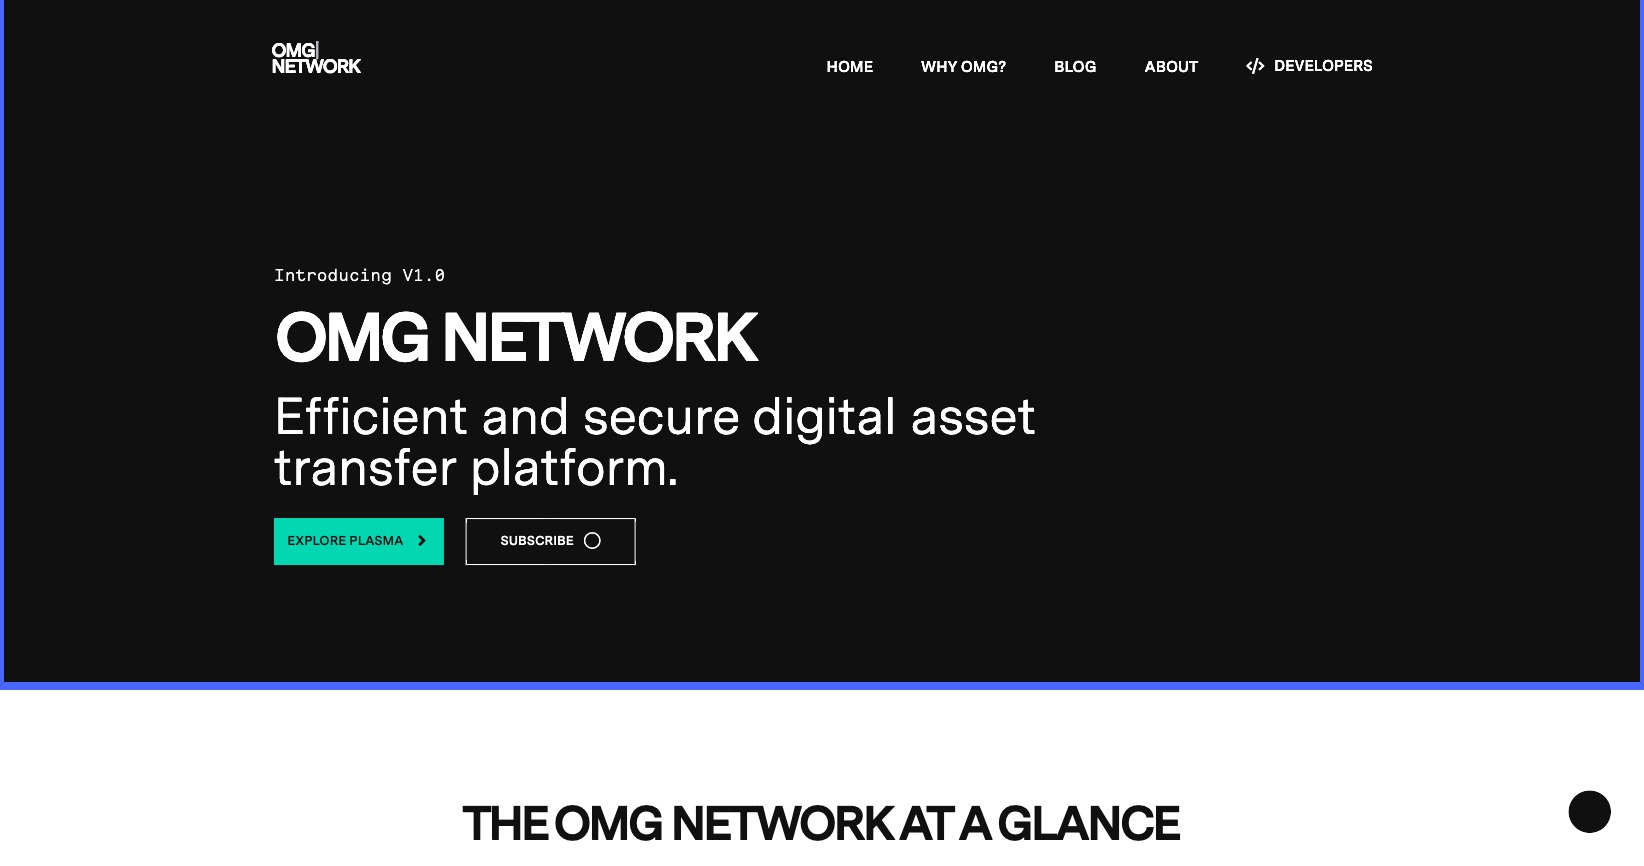 OMG
NETWORK
HOME
WHY OMG?
BLOG
ABOUT
</> DEVELOPERS
Introducing V1.0
OMG NETWORK
Efficient and secure digital asset
transfer platform.
EXPLORE PLASMA
SUBSCRIBE
THE OMG NETWORK AT A GLANCE